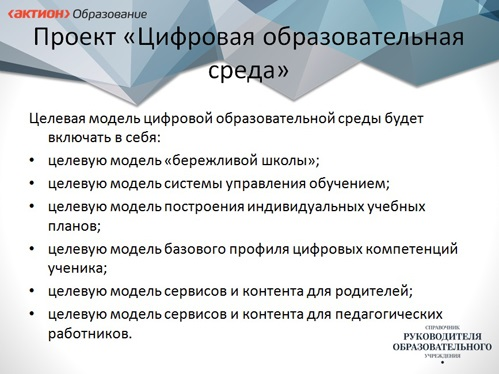 ‹актион› Образование
Проект «Цифровая образовательная
среда»
Целевая модель цифровой образовательной среды будет
включать в себя:
• целевую модель «бережливой школы»;
• целевую модель системы управления обучением;
• целевую модель построения индивидуальных учебных
планов;
• целевую модель базового профиля цифровых компетенций
ученика;
• целевую модель сервисов и контента для родителей;
• целевую модель сервисов и контента для педагогических
работников.
СПРАВОЧНИК
РУКОВОДИТЕЛЯ
ОБРАЗОВАТЕЛЬНОГО
УЧРЕЖДЕНИЯ